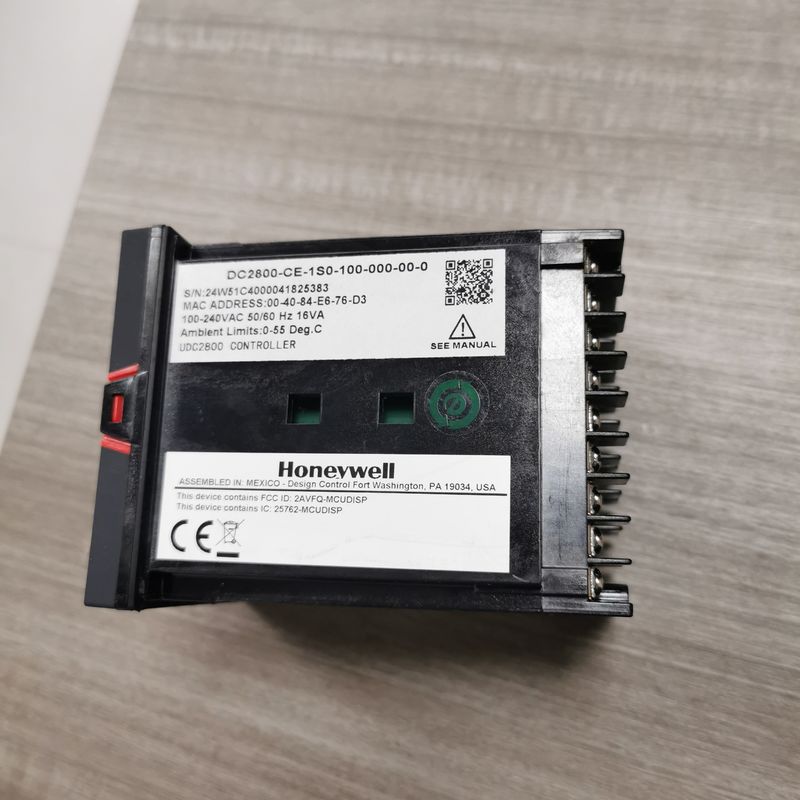 DC2800-CE-1S0-100-000-00-0
S/N:24W51C4000041825383
MAC ADDRESS:00-40-84-E6-76-D3
100-240VAC 50/60 Hz 16VA
Ambient Limits:0-55 Deg.C
UDC2800 CONTROLLER
SEE MANUAL
Honeywell
ASSEMBLED IN: MEXICO - Design Control Fort Washington, PA 19034, USA
This device contains FCC ID: 2AVFQ-MCUDISP
This device contains IC: 25762-MCUDISP
CE